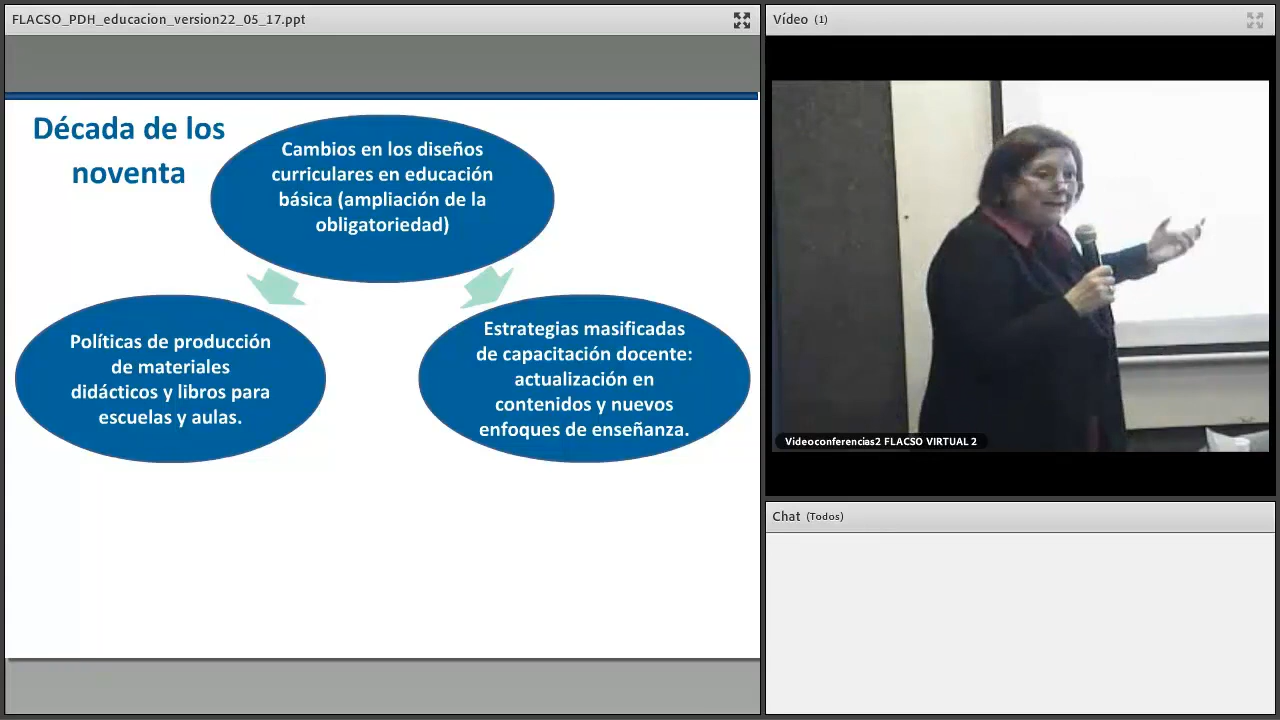 FLACSO_PDH_educacion_version22_05_17.ppt
Vídeo (1)
Década de los
noventa
Cambios en los diseños
curriculares en educación
básica (ampliación de la
obligatoriedad)
Políticas de producción
de materiales
didácticos y libros para
escuelas y aulas.
Estrategias masificadas
de capacitación docente:
actualización en
contenidos y nuevos
enfoques de enseñanza.
Videoconferencias2 FLACSO VIRTUAL 2
Chat (Todos)